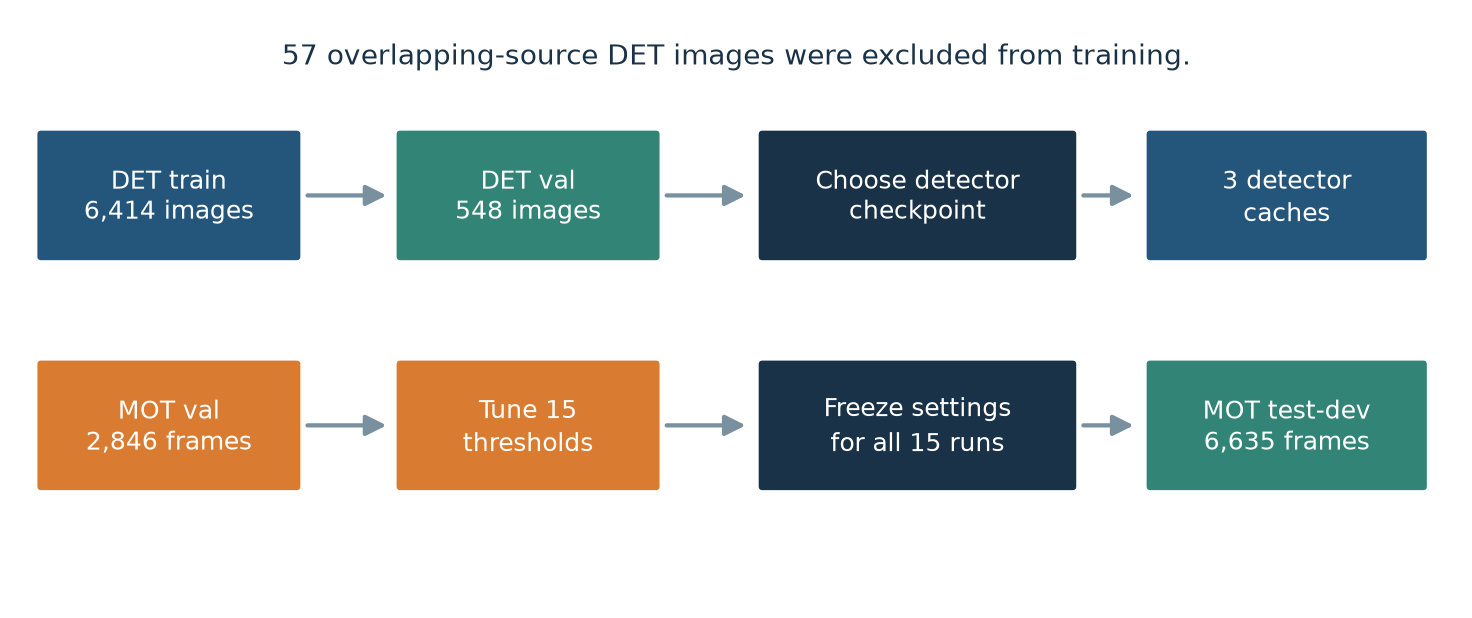 57 overlapping-source DET images were excluded from training.
DET train
6,414 images
DET val
548 images
Choose detector
checkpoint
3 detector
caches
MOT val
2,846 frames
Tune 15
thresholds
Freeze settings
for all 15 runs
MOT test-dev
6,635 frames